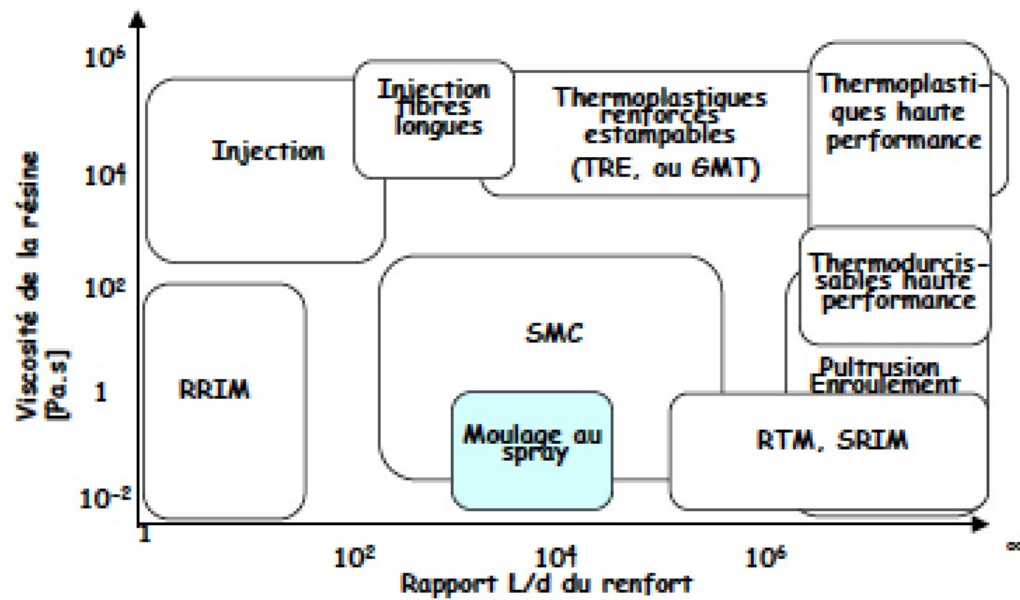 10⁶
10⁴
10²
1
10⁻²
Viscosité de la résine
[Pa.s]
Injection
Injection
fibres
longues
Thermoplastiques
renforcés
estampables
(TRE, ou GMT)
Thermoplasti-
ques haute
performance
Thermodurcis-
sables haute
performance
SMC
RRIM
Pultrusion
Enroulement
Moulage au
spray
RTM, SRIM
1
10²
10⁴
10⁶
∞
Rapport L/d du renfort